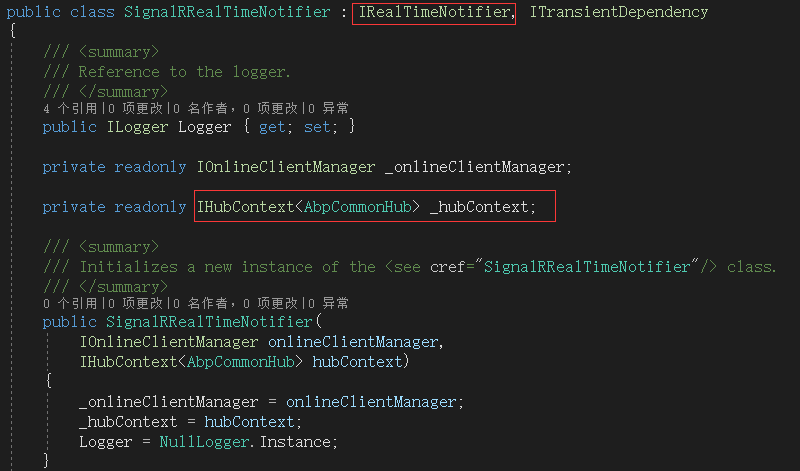 public class SignalRRealTimeNotifier : IRealTimeNotifier, ITransientDependency
{
/// <summary>
/// Reference to the logger.
/// </summary>
4 个引用|0 项更改|0 名作者，0 项更改|0 异常
public ILogger Logger { get; set; }
private readonly IOnlineClientManager _onlineClientManager;
private readonly IHubContext<AbpCommonHub> _hubContext;
/// <summary>
/// Initializes a new instance of the <see cref="SignalRRealTimeNotifier"/> class.
/// </summary>
0 个引用|0 项更改|0 名作者，0 项更改|0 异常
public SignalRRealTimeNotifier(
IOnlineClientManager onlineClientManager,
IHubContext<AbpCommonHub> hubContext)
{
_onlineClientManager = onlineClientManager;
_hubContext = hubContext;
Logger = NullLogger.Instance;
}